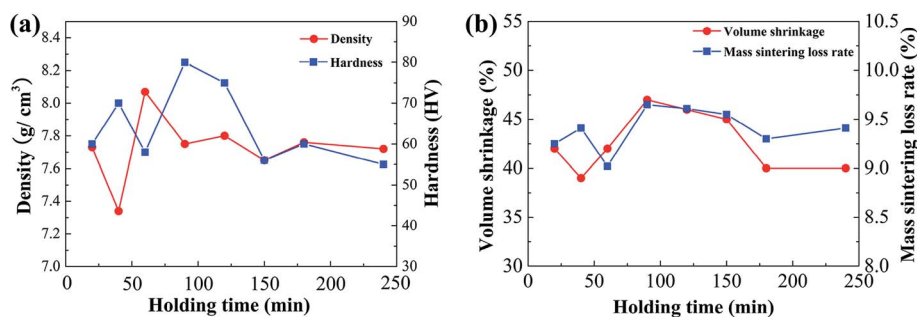 (a)
8.4
8.2
8.0
7.8
7.6
7.4
7.2
7.0
Density (g/ cm³)
90
80
70
60
50
40
30
Hardness (HV)
Density
Hardness
0 50 100 150 200 250
Holding time (min)
(b)
55
50
45
40
35
30
Volume shrinkage (%)
10.5
10.0
9.5
9.0
8.5
8.0
Mass sintering loss rate (%)
Volume shrinkage
Mass sintering loss rate
0 50 100 150 200 250
Holding time (min)